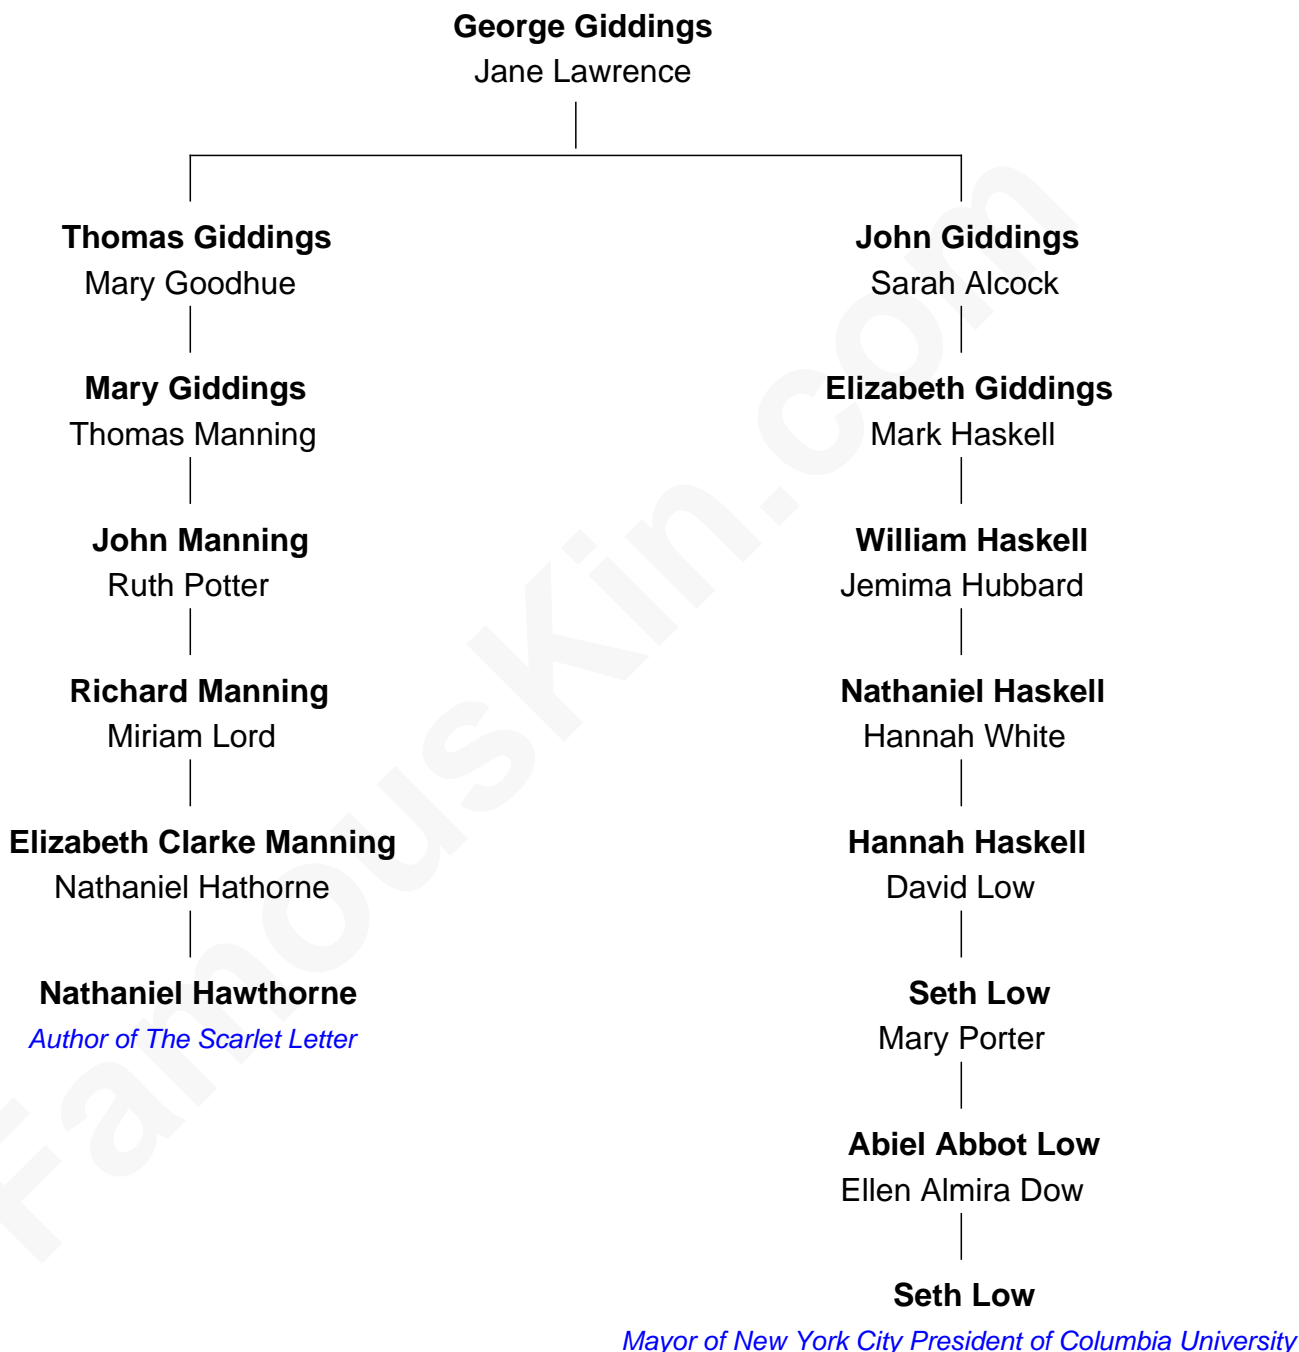 George Giddings
Jane Lawrence
Thomas Giddings
Mary Goodhue
Mary Giddings
Thomas Manning
John Manning
Ruth Potter
Richard Manning
Miriam Lord
Elizabeth Clarke Manning
Nathaniel Hathorne
Nathaniel Hawthorne
Author of The Scarlet Letter
John Giddings
Sarah Alcock
Elizabeth Giddings
Mark Haskell
William Haskell
Jemima Hubbard
Nathaniel Haskell
Hannah White
Hannah Haskell
David Low
Seth Low
Mary Porter
Abiel Abbot Low
Ellen Almira Dow
Seth Low
Mayor of New York City President of Columbia University
FamousKin.com